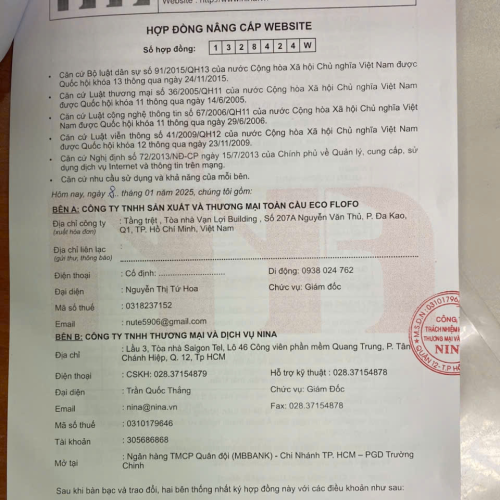 Website : http://www.
HỢP ĐỒNG NÂNG CẤP WEBSITE
Số hợp đồng: 1 3 2 8 4 2 4 W
- Căn cứ Bộ luật dân sự số 91/2015/QH13 của nước Cộng hòa Xã hội Chủ nghĩa Việt Nam được
Quốc hội khóa 13 thông qua ngày 24/11/2015.
- Căn cứ Luật thương mại số 36/2005/QH11 của nước Cộng hòa Xã hội Chủ nghĩa Việt Nam
được Quốc hội khóa 11 thông qua ngày 14/6/2005.
- Căn cứ Luật công nghệ thông tin số 67/2006/QH11 của nước Cộng hòa Xã hội Chủ nghĩa Việt
Nam được Quốc hội khóa 11 thông qua ngày 29/6/2006.
- Căn cứ Luật viễn thông số 41/2009/QH12 của nước Cộng hòa Xã hội Chủ nghĩa Việt Nam
được Quốc hội khóa 12 thông qua ngày 23/11/2009.
- Căn cứ Nghị định số 72/2013/NĐ-CP ngày 15/7/2013 của Chính phủ về Quản lý, cung cấp, sử
dụng dịch vụ Internet và thông tin trên mạng.
- Căn cứ nhu cầu sử dụng và khả năng của mỗi bên.
Hôm nay, ngày 8. tháng 01 năm 2025, chúng tôi gồm:
BÊN A: CÔNG TY TNHH SẢN XUẤT VÀ THƯƠNG MẠI TOÀN CẦU ECO FLOFO
Địa chỉ công ty : Tầng trệt , Tòa nhà Vạn Lợi Building , Số 207A Nguyễn Văn Thủ, P. Đa Kao,
(xuất hóa đơn) Q1, TP. Hồ Chí Minh, Việt Nam
Địa chỉ liên lạc :
(gửi thư, thông báo)
Điện thoại : Cố định: ........................ Di động: 0938 024 762
Đại diện : Nguyễn Thị Tứ Hoa Chức vụ: Giám đốc
Mã số thuế : 0318237152
Email : nute5906@gmail.com
BÊN B: CÔNG TY TNHH THƯƠNG MẠI VÀ DỊCH VỤ NINA
Địa chỉ : Lầu 3, Tòa nhà Saigon Tel, Lô 46 Công viên phần mềm Quang Trung, P. Tân
Chánh Hiệp, Q. 12, Tp HCM
Điện thoại : CSKH: 028.37154879 Hỗ trợ kỹ thuật : 028.37154878
Đại diện : Trần Quốc Thắng Chức vụ: Giám Đốc
Email : nina@nina.vn Fax: 028.37154878
Mã số thuế : 0310179646
Tài khoản : 305686868
Mở tại : Ngân hàng TMCP Quân đội (MBBANK) - Chi Nhánh TP. HCM – PGD Trường
Chinh
Sau khi bàn bạc và trao đổi, hai bên thống nhất ký hợp đồng này với các điều khoản như sau:
M.S.D.N: 03101796
CÔNG
TRÁCH NHIỆM
THƯƠNG MẠI VÀ
NIN
QUẬN 12 - T.P HỒ